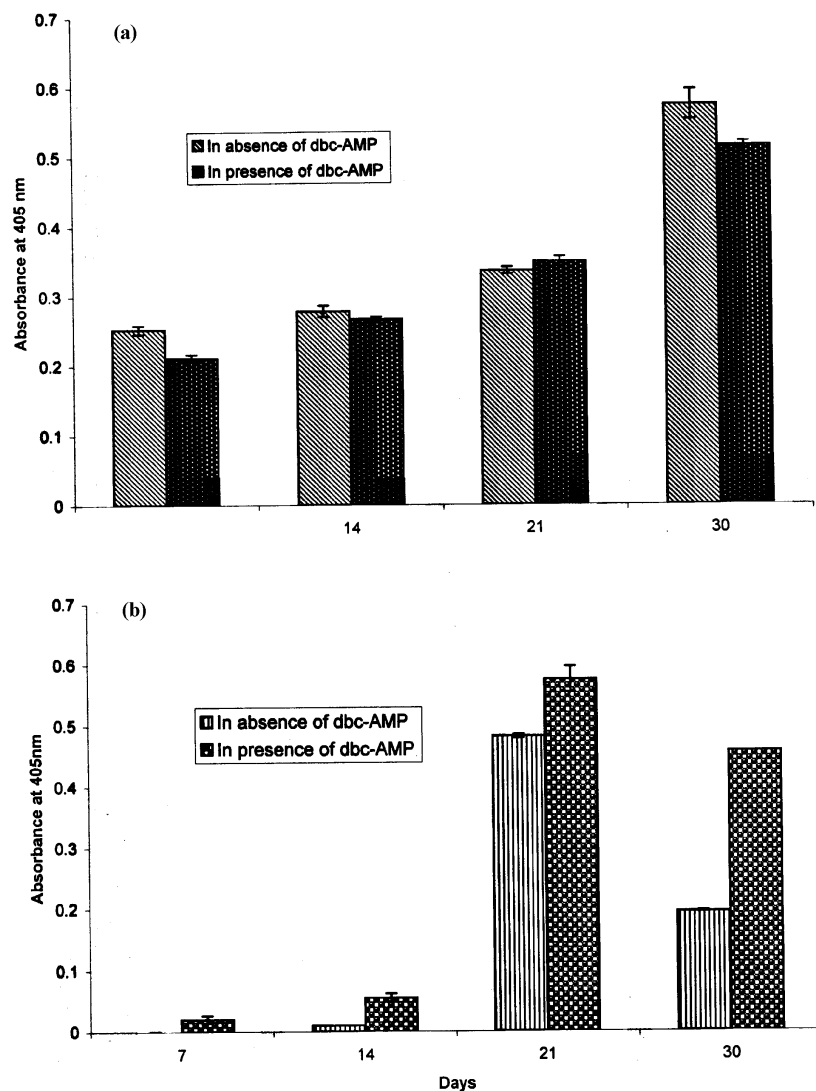 (a)
0.7
0.6
0.5
0.4
0.3
0.2
0.1
0
Absorbance at 405 nm
In absence of dbc-AMP
In presence of dbc-AMP
14 21 30
(b)
0.7
0.6
0.5
0.4
0.3
0.2
0.1
0
Absorbance at 405nm
In absence of dbc-AMP
In presence of dbc-AMP
7 14 21 30
Days